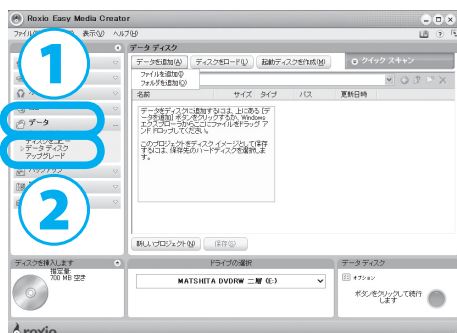 Roxio Easy Media Creator
表示(V) ヘルプ(H)
データ ディスク
データを追加(A) ディスクをロード(L) 起動ディスクを作成(M) クイック スキャン
ファイルを追加(I)
フォルダを追加(O)
名前 サイズ タイプ パス 更新日時
1
データをディスクに追加するには、上にある [デ
ータを追加] ボタンをクリックするか、Windows
エクスプローラからここにファイルをドラッグ ア
ンド ドロップしてください。
このプロジェクトをディスク イメージとして保存
するには、保存先のハードディスクを選択しま
す。
データ
データ ディスク
アップグレード
2
新しいプロジェクト(N) 保存(S)
ディスクを挿入します ドライブの選択 データ ディスク
指定量:
700 MB 空き
MATSHITA DVDRW 二層 (E:)
オプション
ボタンをクリックして続行
します
roxio